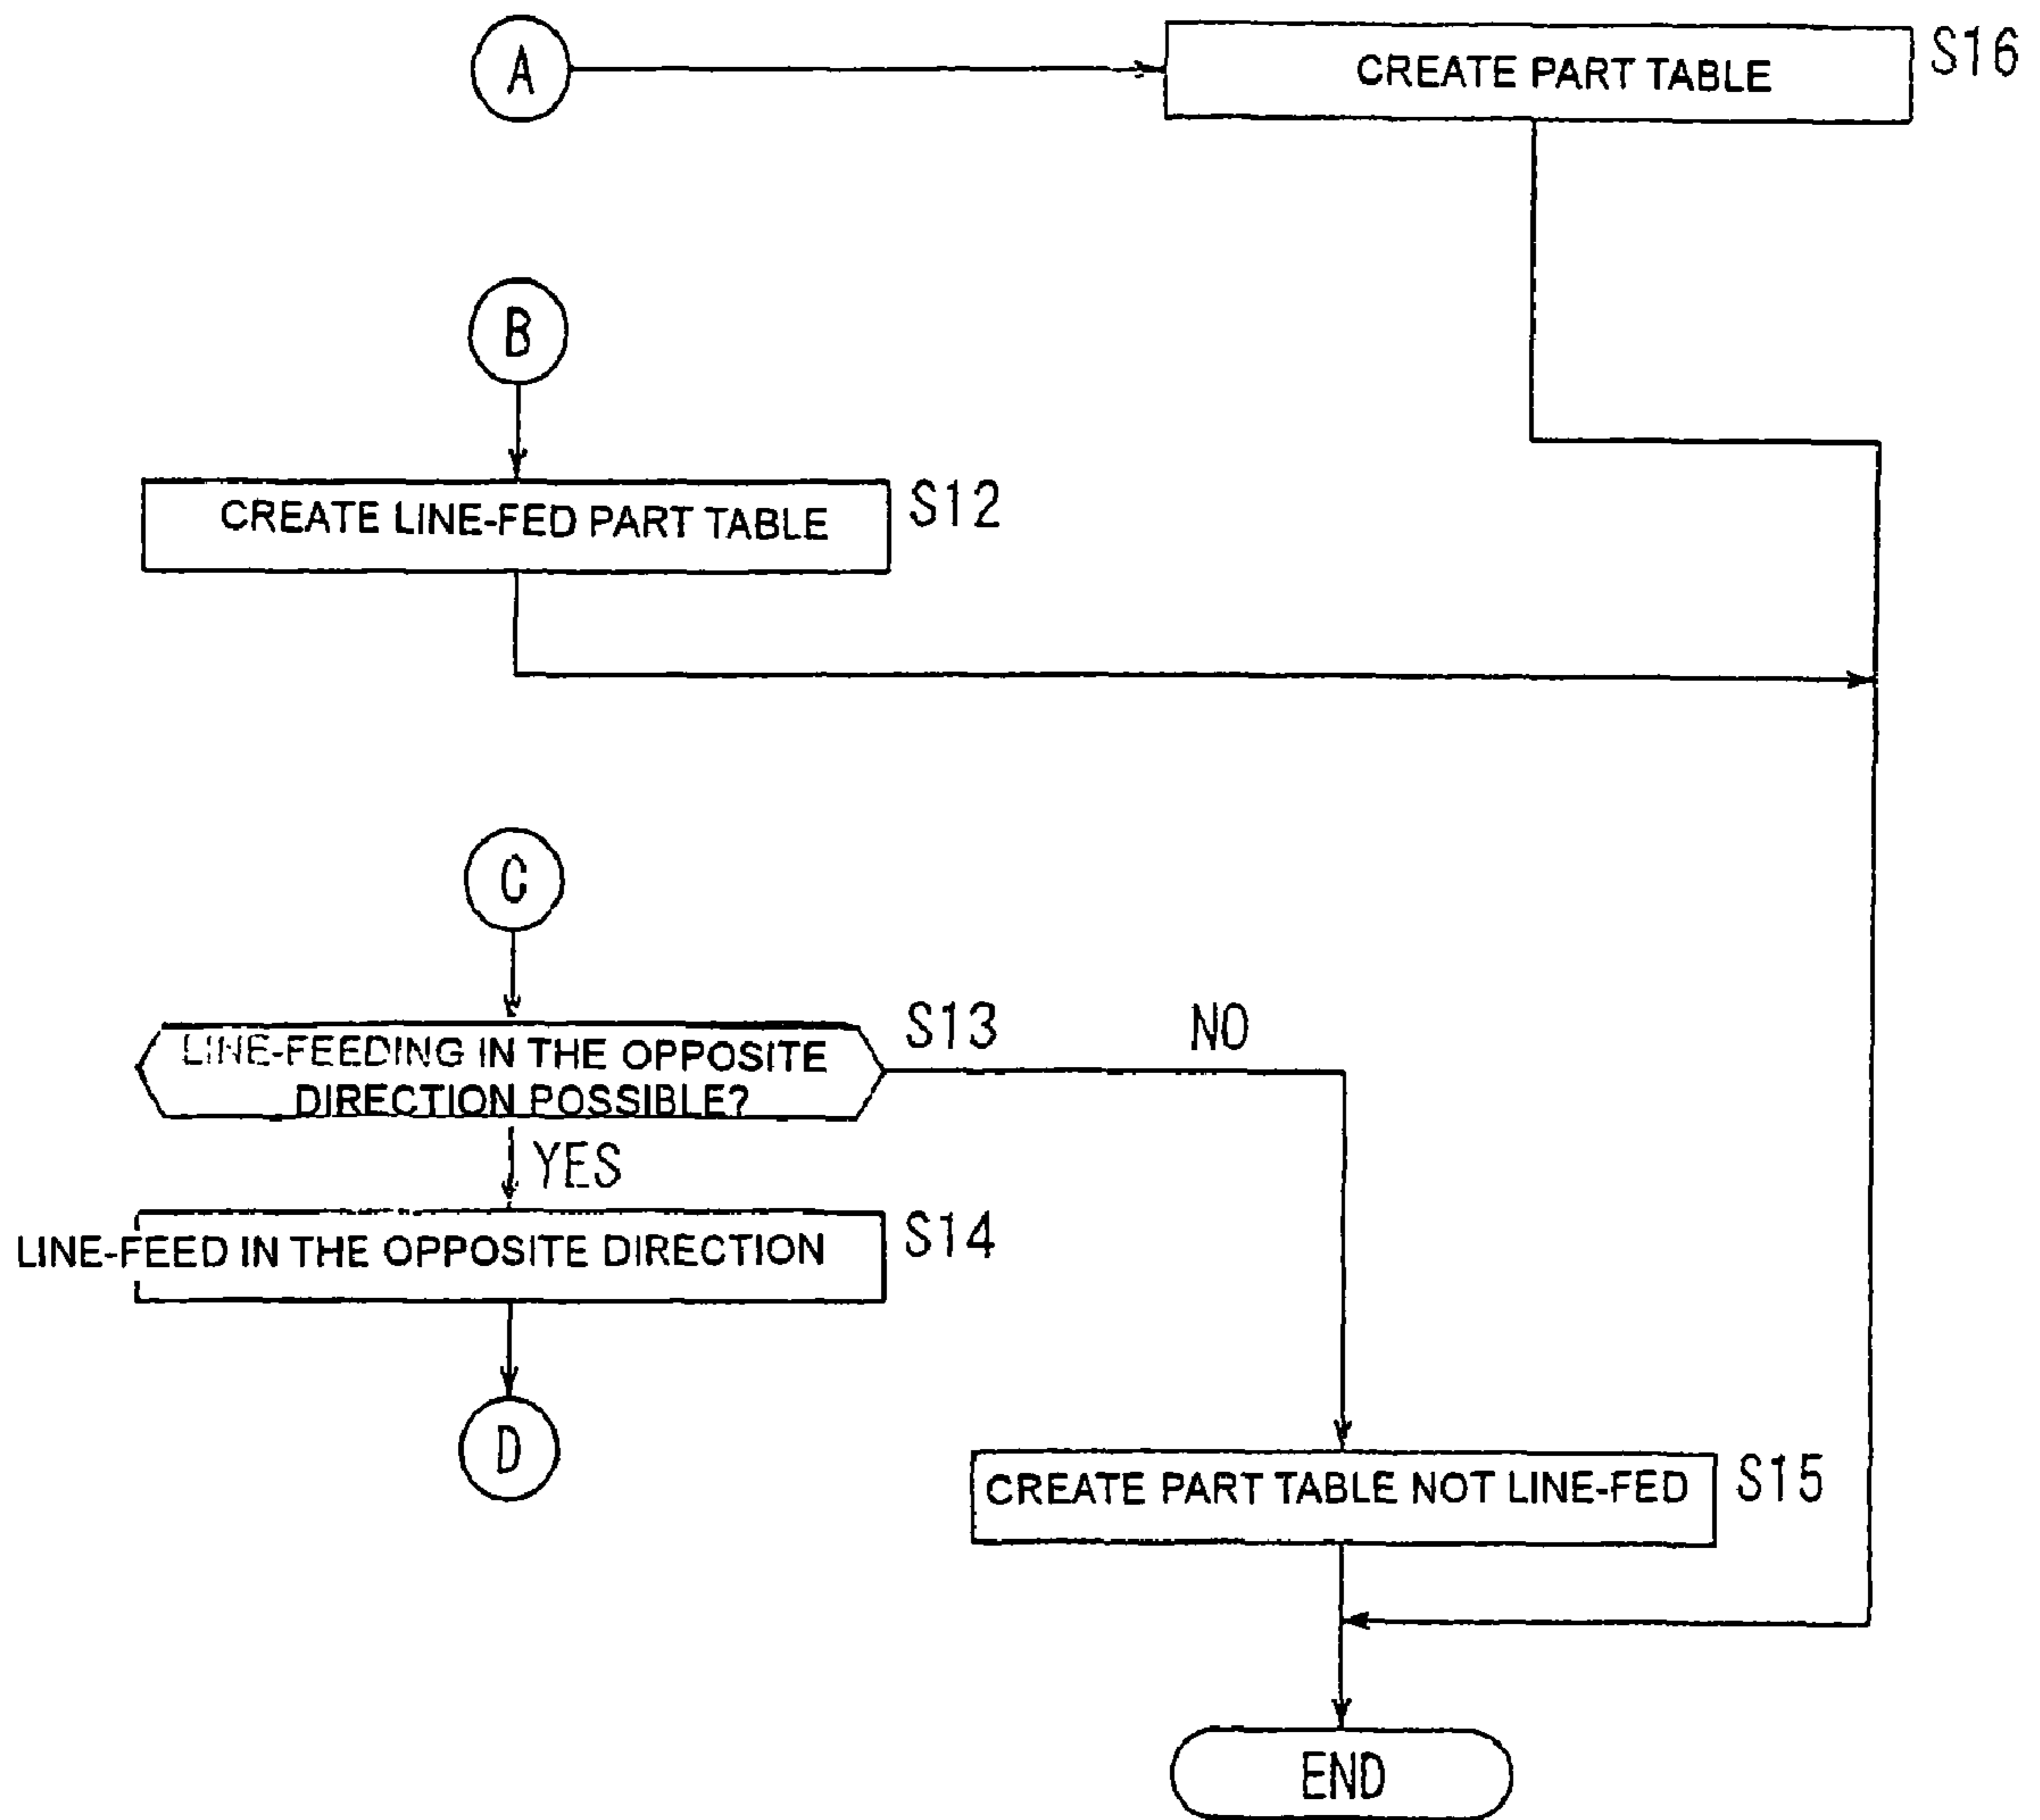 A
CREATE PART TABLE
S16
B
CREATE LINE-FED PART TABLE
S12
C
LINE-FEEDING IN THE OPPOSITE
DIRECTION POSSIBLE?
S13
NO
YES
LINE-FEED IN THE OPPOSITE DIRECTION
S14
D
CREATE PART TABLE NOT LINE-FED
S15
END